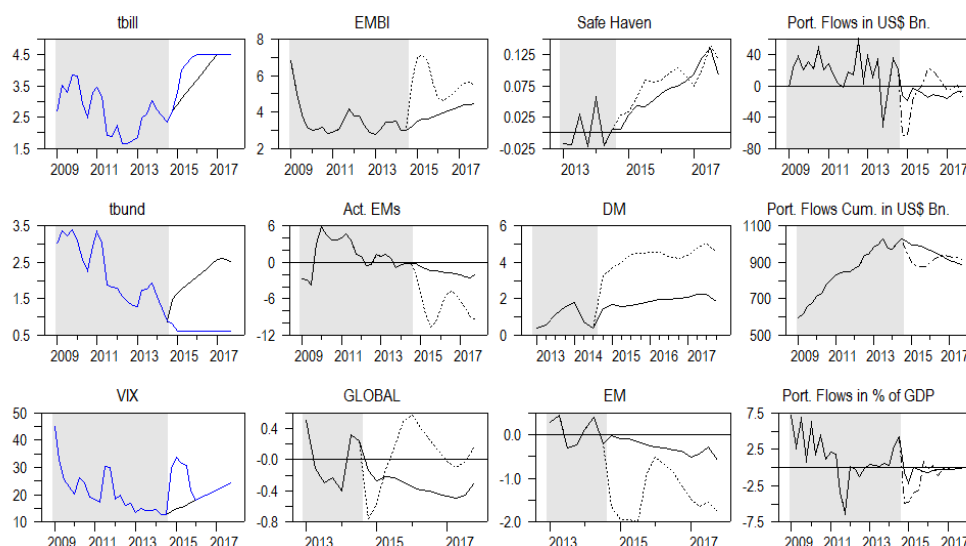 tbill EMBI Safe Haven Port. Flows in US$ Bn.
4.5 8 0.125 80
3.5 6 0.075 40
2.5 4 0.025 0
-40
1.5 2 -0.025 -80
2009 2011 2013 2015 2017 2009 2011 2013 2015 2017 2013 2015 2017 2009 2011 2013 2015 2017
tbund Act. EMs DM Port. Flows Cum. in US$ Bn.
3.5 6 6 1100
2.5 0 4 900
1.5 -6 2 700
0.5 -12 0 500
2009 2011 2013 2015 2017 2009 2011 2013 2015 2017 2013 2014 2015 2016 2017 2009 2011 2013 2015 2017
VIX GLOBAL EM Port. Flows in % of GDP
50 7.5
40 0.4 0.0 2.5
30 -0.0
20 -0.4 -1.0 -2.5
10 -0.8 -2.0 -7.5
2009 2011 2013 2015 2017 2013 2015 2017 2013 2015 2017 2009 2011 2013 2015 2017